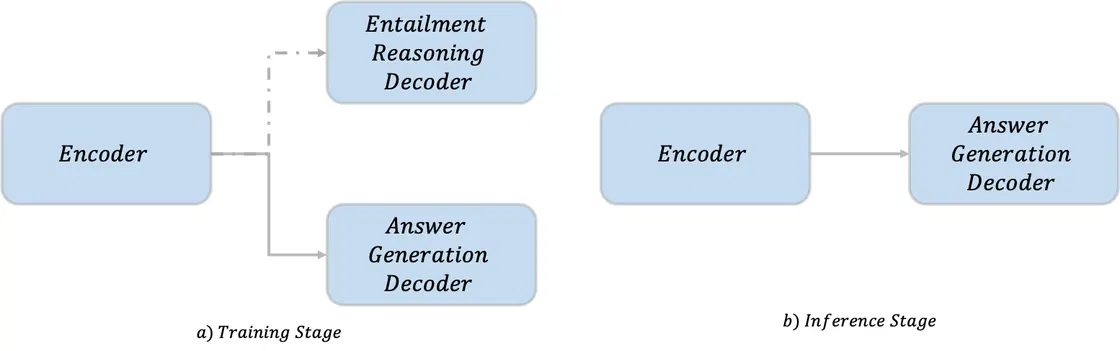 Entailment
Reasoning
Decoder
Encoder
Answer
Generation
Decoder
a) Training Stage
Encoder
Answer
Generation
Decoder
b) Inference Stage